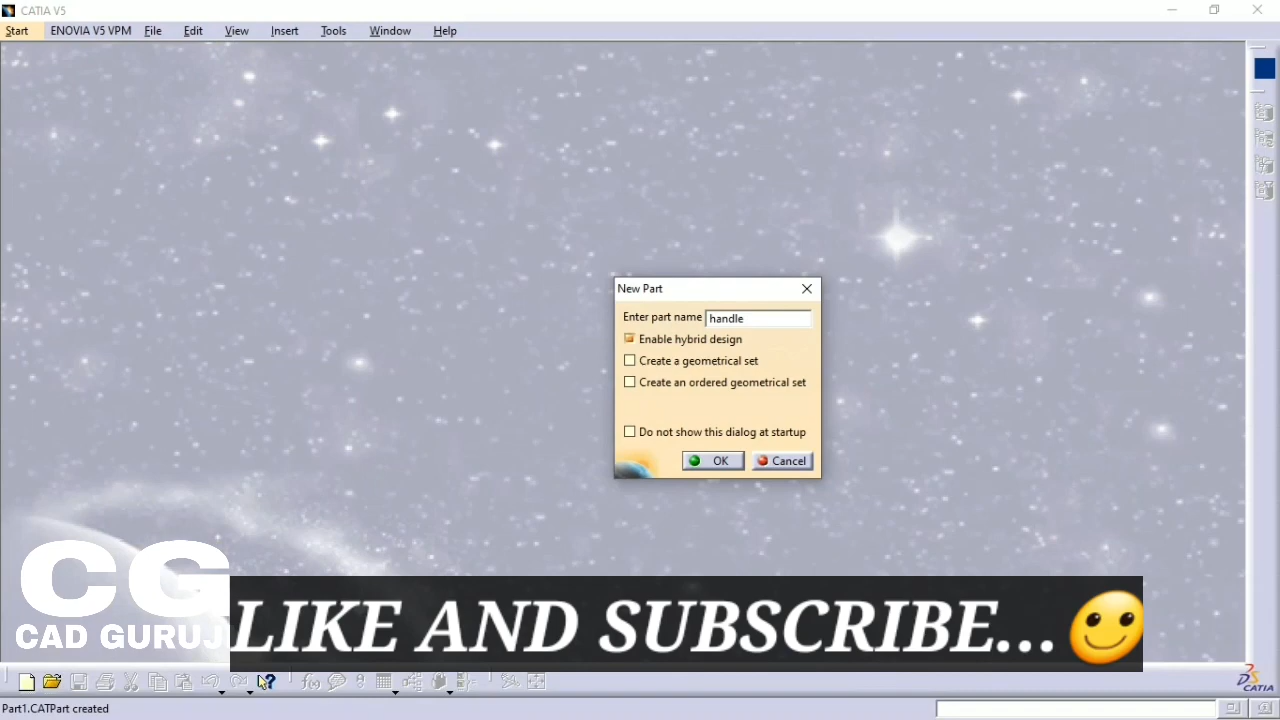 CATIA V5
Start ENOVIA V5 VPM File Edit View Insert Tools Window Help
New Part
Enter part name handle
Enable hybrid design
Create a geometrical set
Create an ordered geometrical set
Do not show this dialog at startup
OK Cancel
CG
CAD GURUJI
LIKE AND SUBSCRIBE...
f(x)
CATIA
Part1.CATPart created